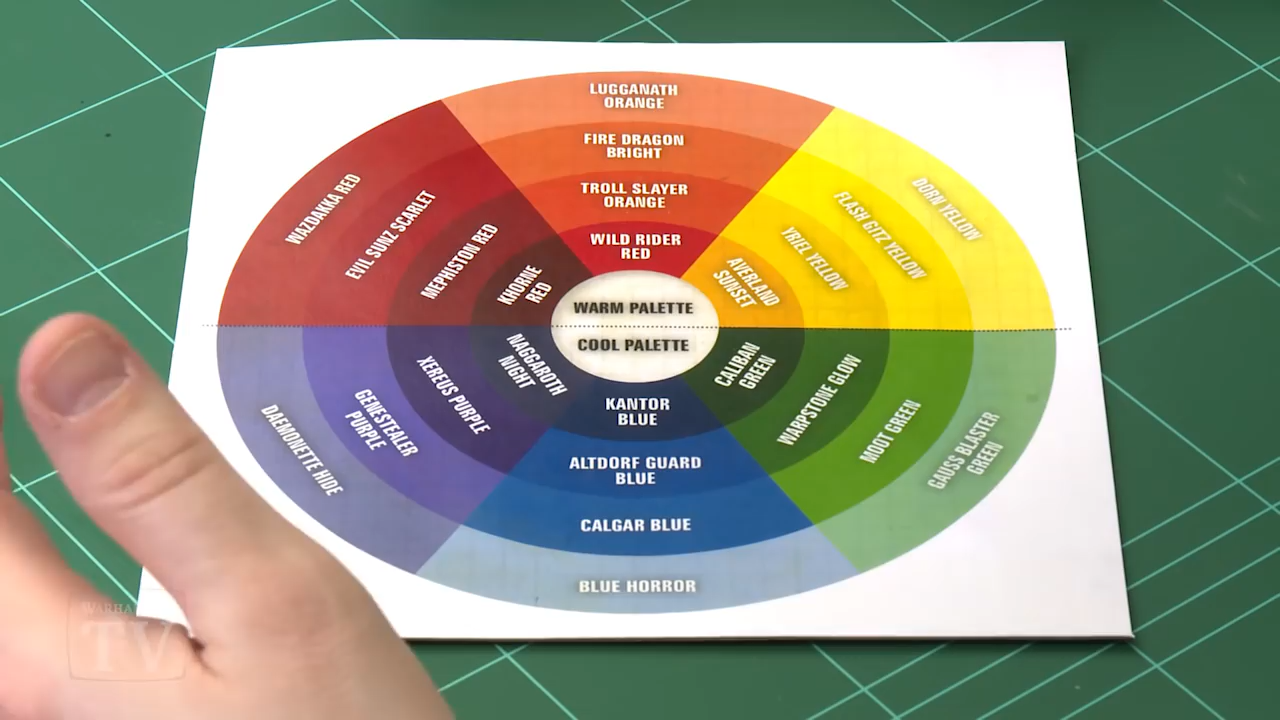 LUGGANATH
ORANGE
FIRE DRAGON
BRIGHT
TROLL SLAYER
ORANGE
WILD RIDER
RED
WAZDAKKA RED
EVIL SUNZ SCARLET
MEPHISTON RED
KHORNE
RED
DORN YELLOW
FLASH GITZ YELLOW
YRIEL YELLOW
AVERLAND
SUNSET
WARM PALETTE
COOL PALETTE
NAGGAROTH
NIGHT
XEREUS PURPLE
GENESTEALER
PURPLE
DAEMONETTE HIDE
KANTOR
BLUE
ALTDORF GUARD
BLUE
CALGAR BLUE
BLUE HORROR
CALIBAN
GREEN
WARPSTONE GLOW
MOOT GREEN
GAUSS BLASTER
GREEN
WARHA
TV